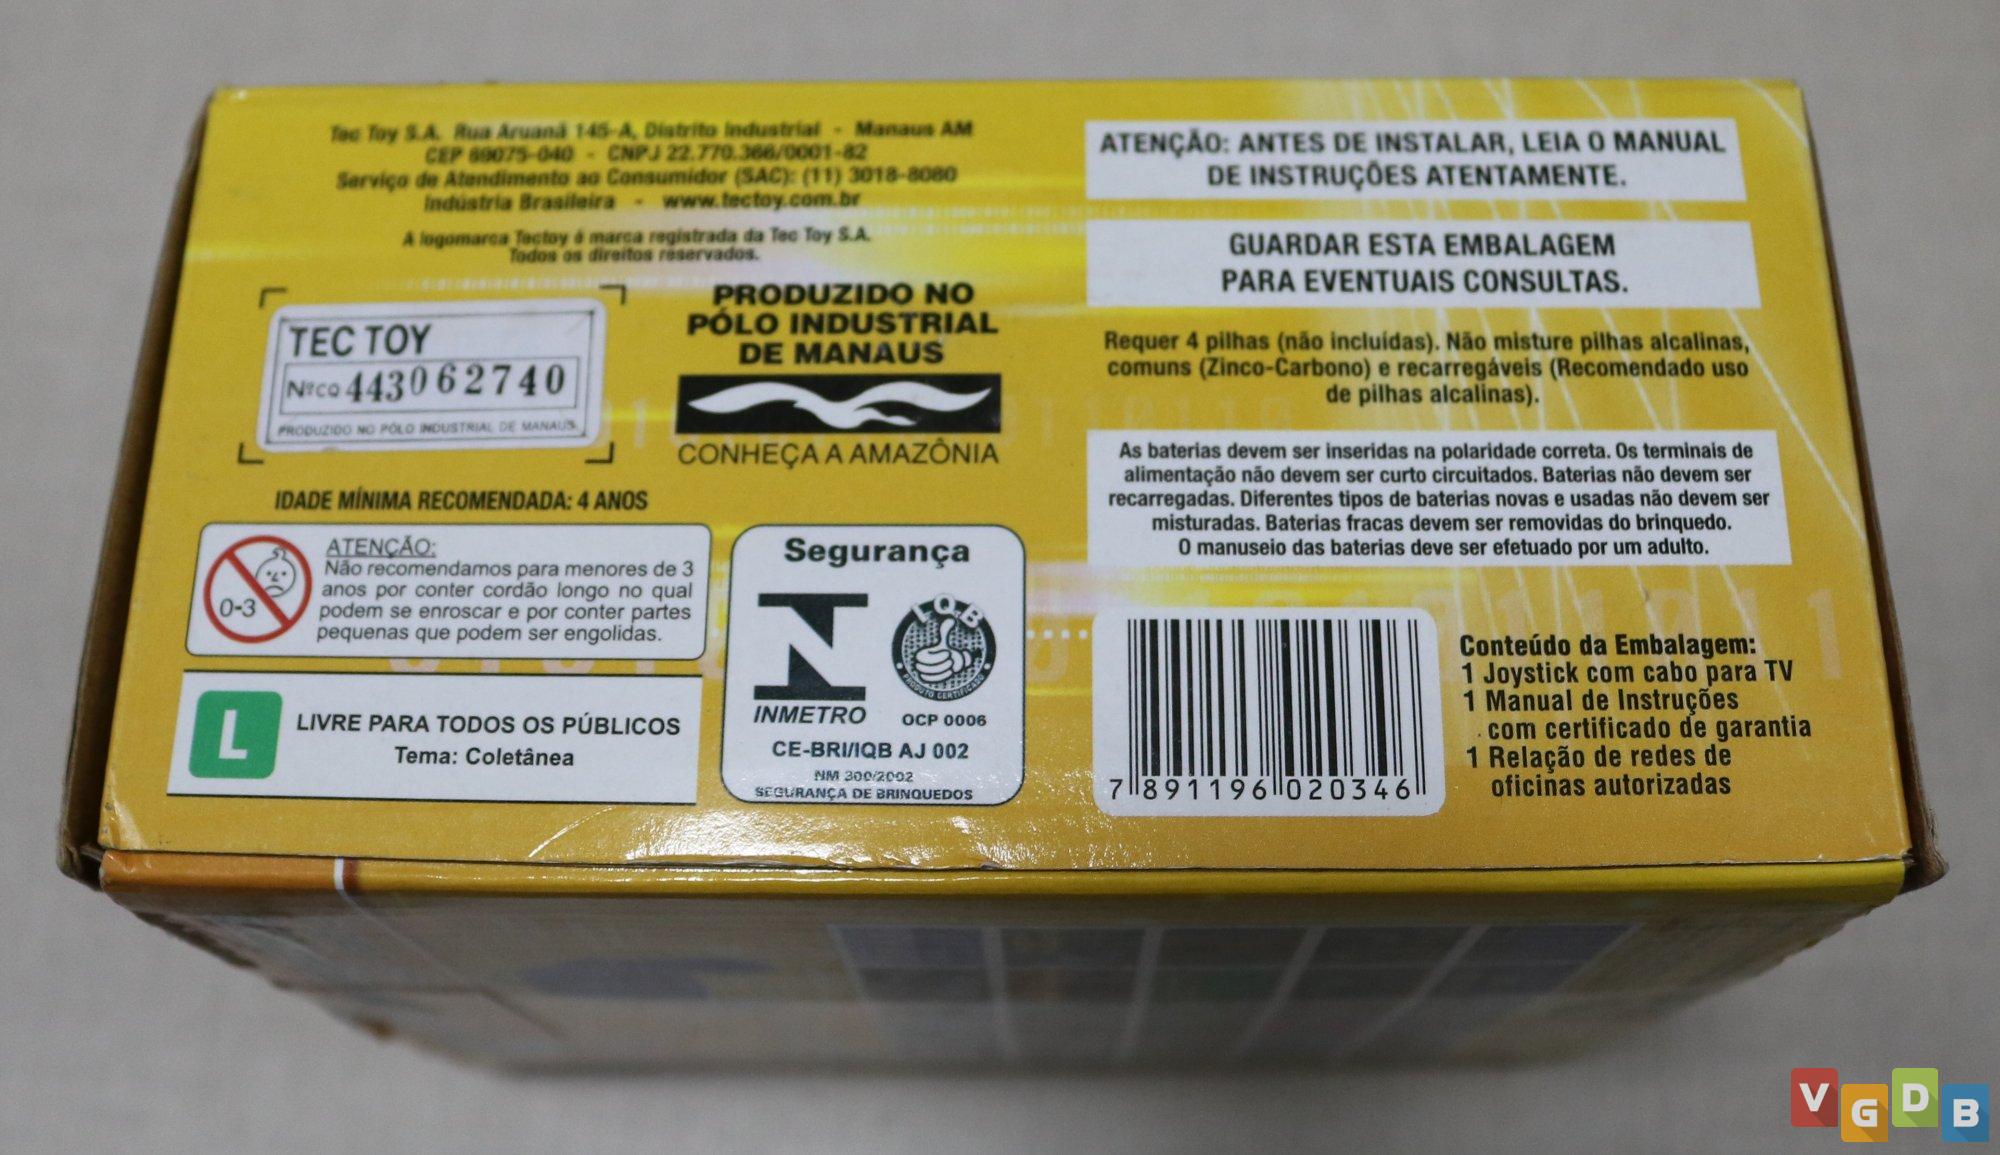 Tec Toy S.A. Rua Aruanã 145-A, Distrito Industrial - Manaus AM
CEP 69075-040 - CNPJ 22.770.366/0001-82
Serviço de Atendimento ao Consumidor (SAC): (11) 3018-8080
Indústria Brasileira - www.tectoy.com.br
A logomarca Tectoy é marca registrada da Tec Toy S.A.
Todos os direitos reservados.
TEC TOY
Nº CQ 443062740
PRODUZIDO NO PÓLO INDUSTRIAL DE MANAUS
PRODUZIDO NO
PÓLO INDUSTRIAL
DE MANAUS
CONHEÇA A AMAZÔNIA
IDADE MÍNIMA RECOMENDADA: 4 ANOS
0-3
ATENÇÃO:
Não recomendamos para menores de 3
anos por conter cordão longo no qual
podem se enroscar e por conter partes
pequenas que podem ser engolidas.
L
LIVRE PARA TODOS OS PÚBLICOS
Tema: Coletânea
Segurança
INMETRO
IQB
PRODUTO CERTIFICADO
OCP 0006
CE-BRI/IQB AJ 002
NM 300/2002
SEGURANÇA DE BRINQUEDOS
ATENÇÃO: ANTES DE INSTALAR, LEIA O MANUAL
DE INSTRUÇÕES ATENTAMENTE.
GUARDAR ESTA EMBALAGEM
PARA EVENTUAIS CONSULTAS.
Requer 4 pilhas (não incluídas). Não misture pilhas alcalinas,
comuns (Zinco-Carbono) e recarregáveis (Recomendado uso
de pilhas alcalinas).
As baterias devem ser inseridas na polaridade correta. Os terminais de
alimentação não devem ser curto circuitados. Baterias não devem ser
recarregadas. Diferentes tipos de baterias novas e usadas não devem ser
misturadas. Baterias fracas devem ser removidas do brinquedo.
O manuseio das baterias deve ser efetuado por um adulto.
7 891196 020346
Conteúdo da Embalagem:
1 Joystick com cabo para TV
1 Manual de Instruções
com certificado de garantia
1 Relação de redes de
oficinas autorizadas
VGDB